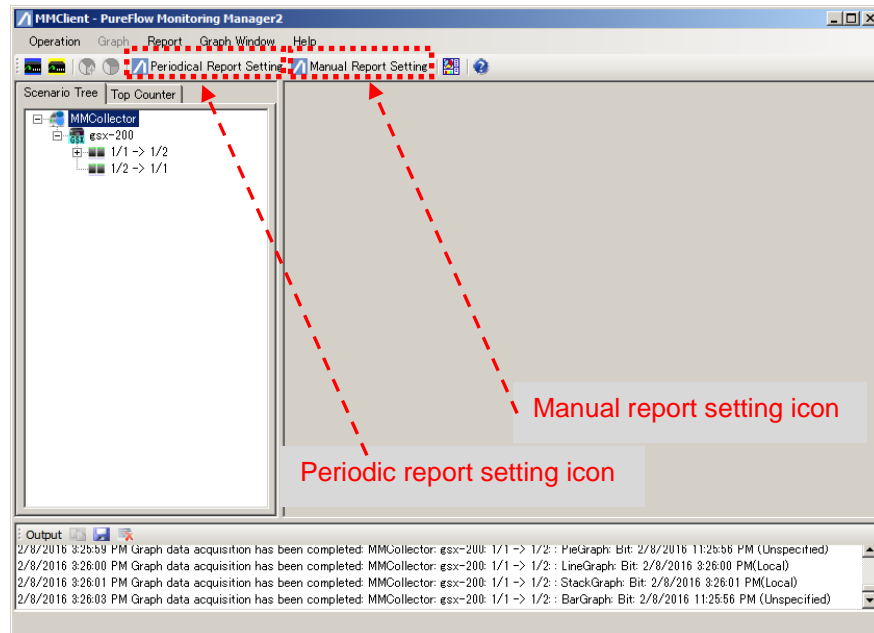 MMClient - PureFlow Monitoring Manager2
Operation Graph Report Graph Window Help
Periodical Report Setting Manual Report Setting
Scenario Tree Top Counter
MMCollector
gsx-200
1/1 -> 1/2
1/2 -> 1/1
Manual report setting icon
Periodic report setting icon
Output
2/8/2016 3:25:59 PM Graph data acquisition has been completed: MMCollector: gsx-200: 1/1 -> 1/2: : PieGraph: Bit: 2/8/2016 11:25:56 PM (Unspecified)
2/8/2016 3:26:00 PM Graph data acquisition has been completed: MMCollector: gsx-200: 1/1 -> 1/2: : LineGraph: Bit: 2/8/2016 3:26:00 PM(Local)
2/8/2016 3:26:01 PM Graph data acquisition has been completed: MMCollector: gsx-200: 1/1 -> 1/2: : StackGraph: Bit: 2/8/2016 3:26:01 PM(Local)
2/8/2016 3:26:03 PM Graph data acquisition has been completed: MMCollector: gsx-200: 1/1 -> 1/2: : BarGraph: Bit: 2/8/2016 11:25:56 PM (Unspecified)